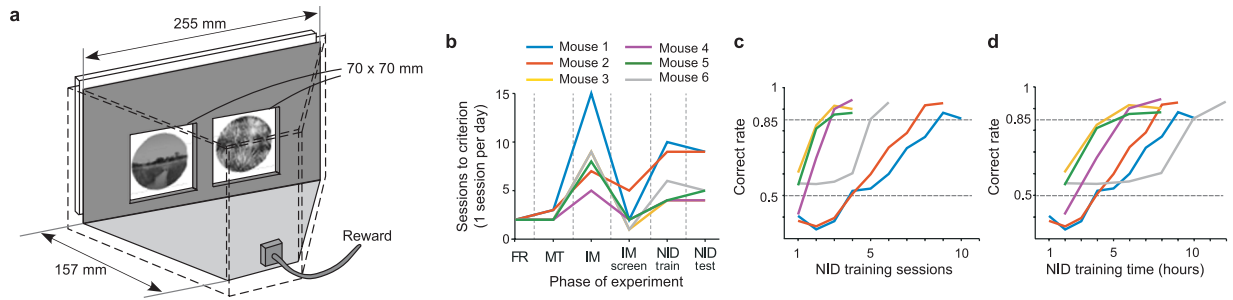 a
255 mm
70 x 70 mm
Reward
157 mm
b
Mouse 1
Mouse 2
Mouse 3
Mouse 4
Mouse 5
Mouse 6
Sessions to criterion
(1 session per day)
15
10
5
0
FR
MT
IM
IM
screen
NID
train
NID
test
Phase of experiment
c
Correct rate
1
0.85
0.5
1
5
10
NID training sessions
d
Correct rate
1
0.85
0.5
1
5
10
NID training time (hours)